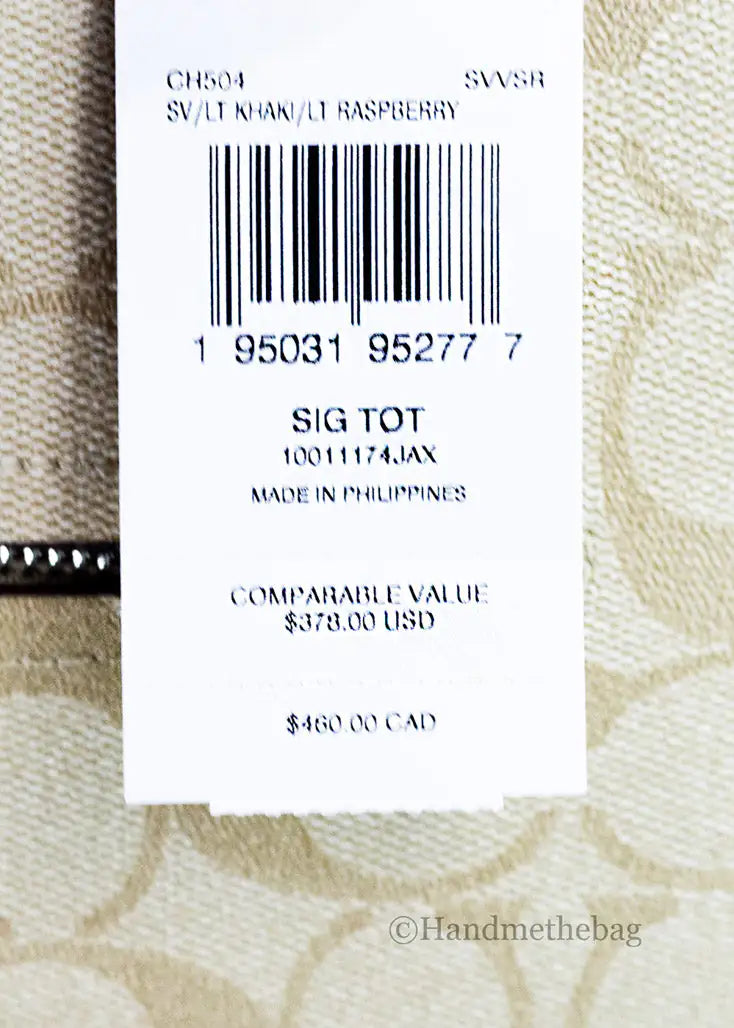 CH504 SVVSR
SV/LT KHAKI/LT RASPBERRY
1 95031 95277 7
SIG TOT
10011174JAX
MADE IN PHILIPPINES
COMPARABLE VALUE
$378.00 USD
$460.00 CAD
©Handmethebag